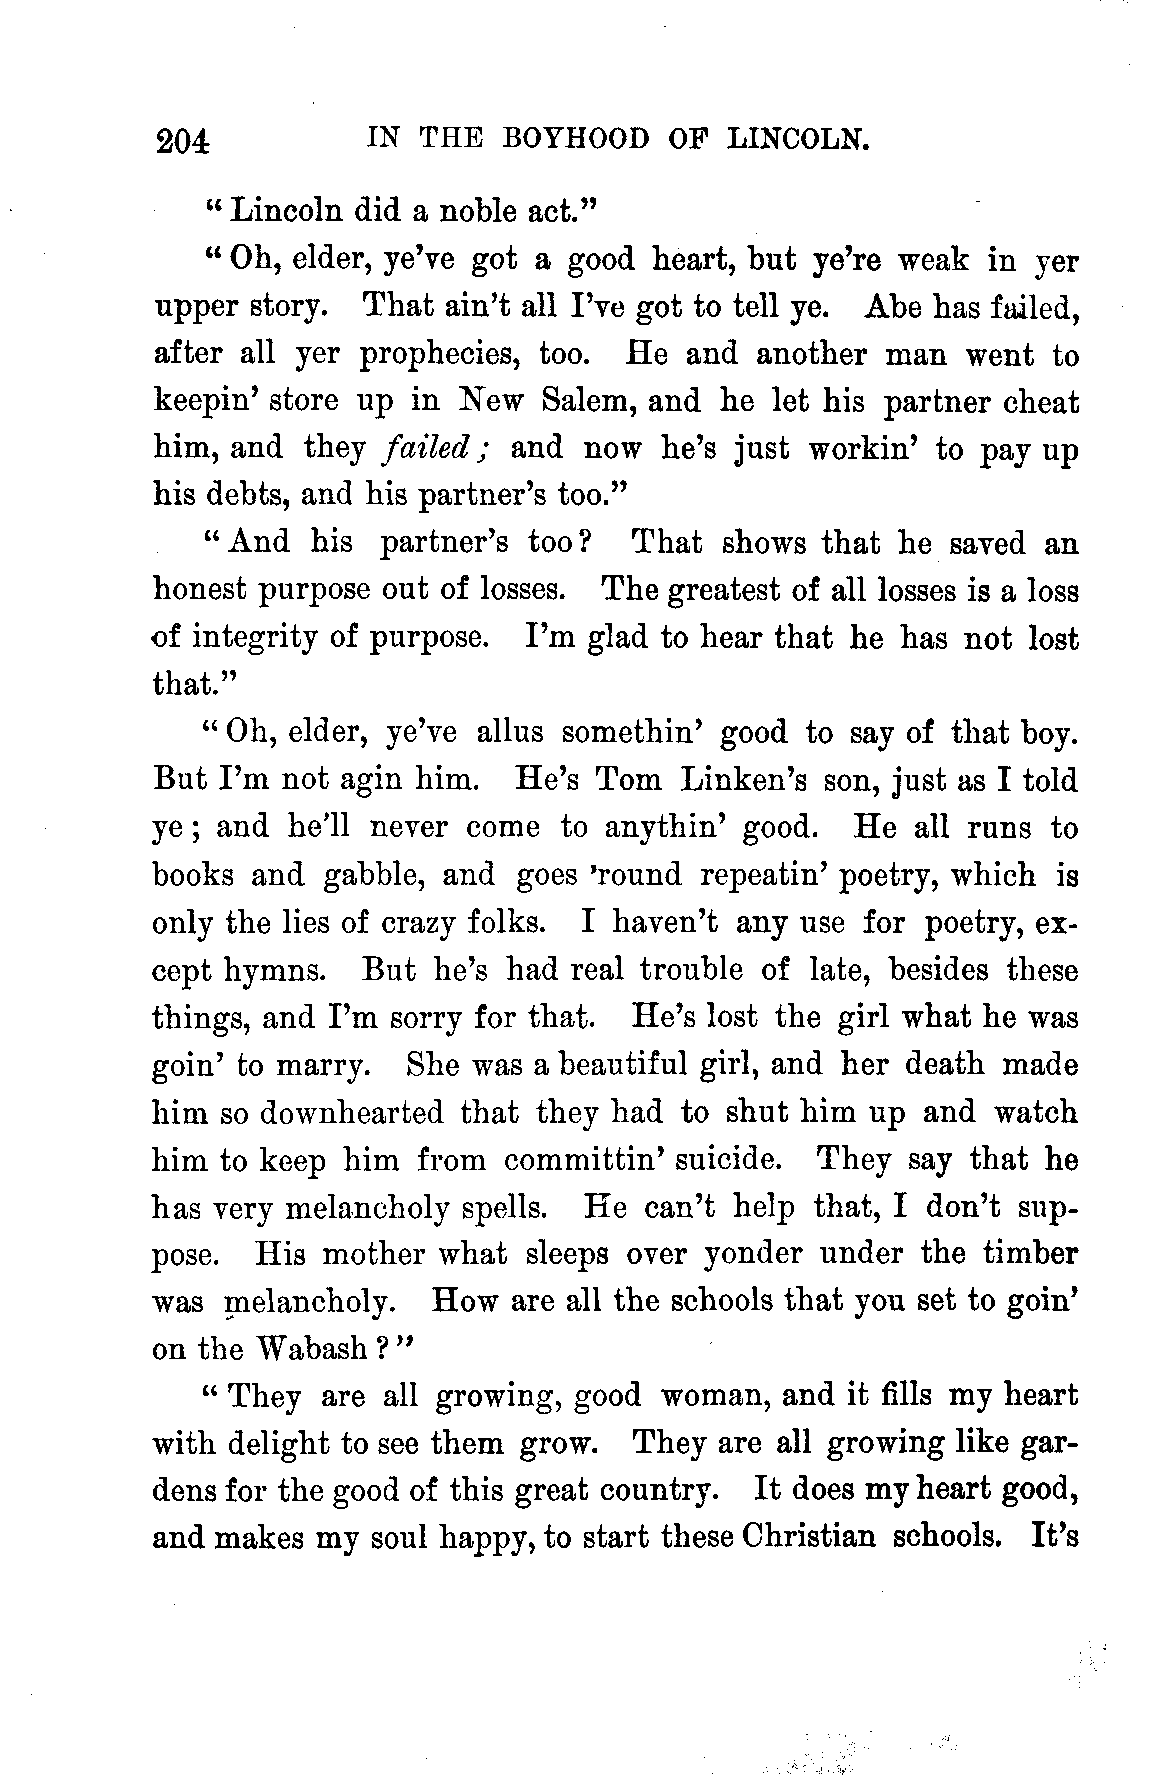 204 IN THE BOYHOOD OF LINCOLN.
“ Lincoln did a noble act.”
“ Oh, elder, ye’ve got a good heart, but ye’re weak in yer
upper story. That ain’t all I’ve got to tell ye. Abe has failed,
after all yer prophecies, too. He and another man went to
keepin’ store up in New Salem, and he let his partner cheat
him, and they failed ; and now he’s just workin’ to pay up
his debts, and his partner’s too.”
“ And his partner’s too? That shows that he saved an
honest purpose out of losses. The greatest of all losses is a loss
of integrity of purpose. I’m glad to hear that he has not lost
that.”
“ Oh, elder, ye’ve allus somethin’ good to say of that boy.
But I’m not agin him. He’s Tom Linken’s son, just as I told
ye ; and he’ll never come to anythin’ good. He all runs to
books and gabble, and goes ’round repeatin’ poetry, which is
only the lies of crazy folks. I haven’t any use for poetry, ex-
cept hymns. But he’s had real trouble of late, besides these
things, and I’m sorry for that. He’s lost the girl what he was
goin’ to marry. She was a beautiful girl, and her death made
him so downhearted that they had to shut him up and watch
him to keep him from committin’ suicide. They say that he
has very melancholy spells. He can’t help that, I don’t sup-
pose. His mother what sleeps over yonder under the timber
was melancholy. How are all the schools that you set to goin’
on the Wabash ? ”
“ They are all growing, good woman, and it fills my heart
with delight to see them grow. They are all growing like gar-
dens for the good of this great country. It does my heart good,
and makes my soul happy, to start these Christian schools. It’s